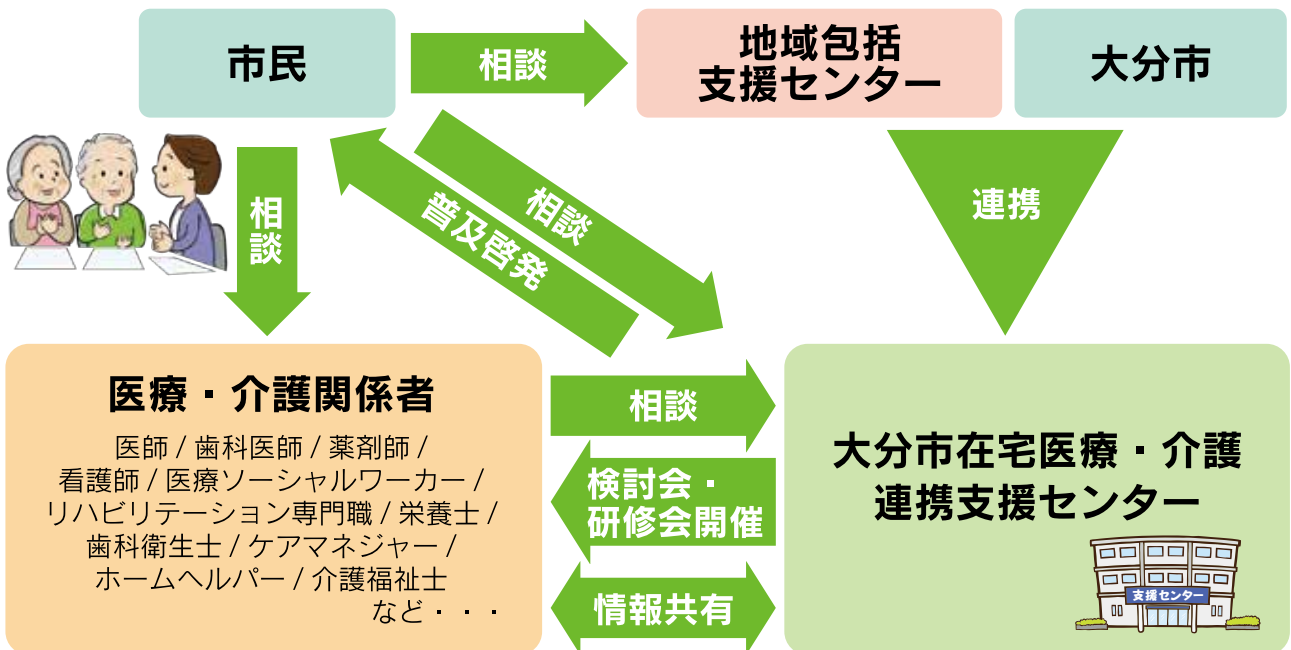 市民
相談
地域包括
支援センター
大分市
相談
相談
普及啓発
連携
医療・介護関係者
医師 / 歯科医師 / 薬剤師 /
看護師 / 医療ソーシャルワーカー /
リハビリテーション専門職 / 栄養士 /
歯科衛生士 / ケアマネジャー /
ホームヘルパー / 介護福祉士
など・・・
相談
検討会・
研修会開催
情報共有
大分市在宅医療・介護
連携支援センター
支援センター